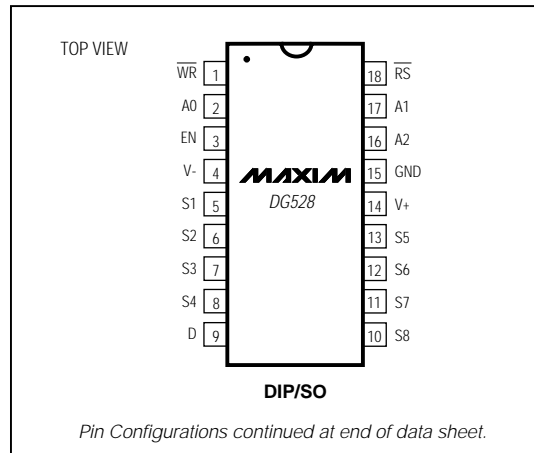 TOP VIEW
W̅R̅ 1
A0 2
EN 3
V- 4
S1 5
S2 6
S3 7
S4 8
D 9
MAXIM
DG528
18 R̅S̅
17 A1
16 A2
15 GND
14 V+
13 S5
12 S6
11 S7
10 S8
DIP/SO
Pin Configurations continued at end of data sheet.